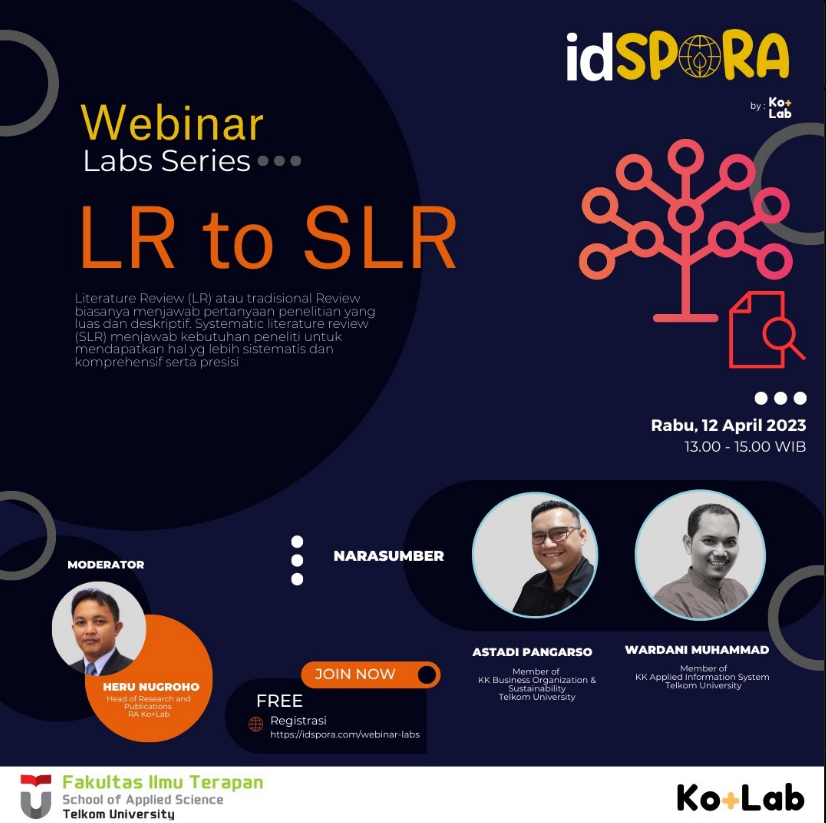 idSPORA
by : Ko+
Lab
Webinar
Labs Series
LR to SLR
Literature Review (LR) atau tradisional Review
biasanya menjawab pertanyaan penelitian yang
luas dan deskriptif. Systematic literature review
(SLR) menjawab kebutuhan peneliti untuk
mendapatkan hal yg lebih sistematis dan
komprehensif serta presisi
Rabu, 12 April 2023
13.00 - 15.00 WIB
MODERATOR
HERU NUGROHO
Head of Research and
Publications
RA Ko+Lab
NARASUMBER
ASTADI PANGARSO
Member of
KK Business Organization &
Sustainability
Telkom University
WARDANI MUHAMMAD
Member of
KK Applied Information System
Telkom University
JOIN NOW
FREE
Registrasi
https://idspora.com/webinar-labs
Fakultas Ilmu Terapan
School of Applied Science
Telkom University
Ko+Lab